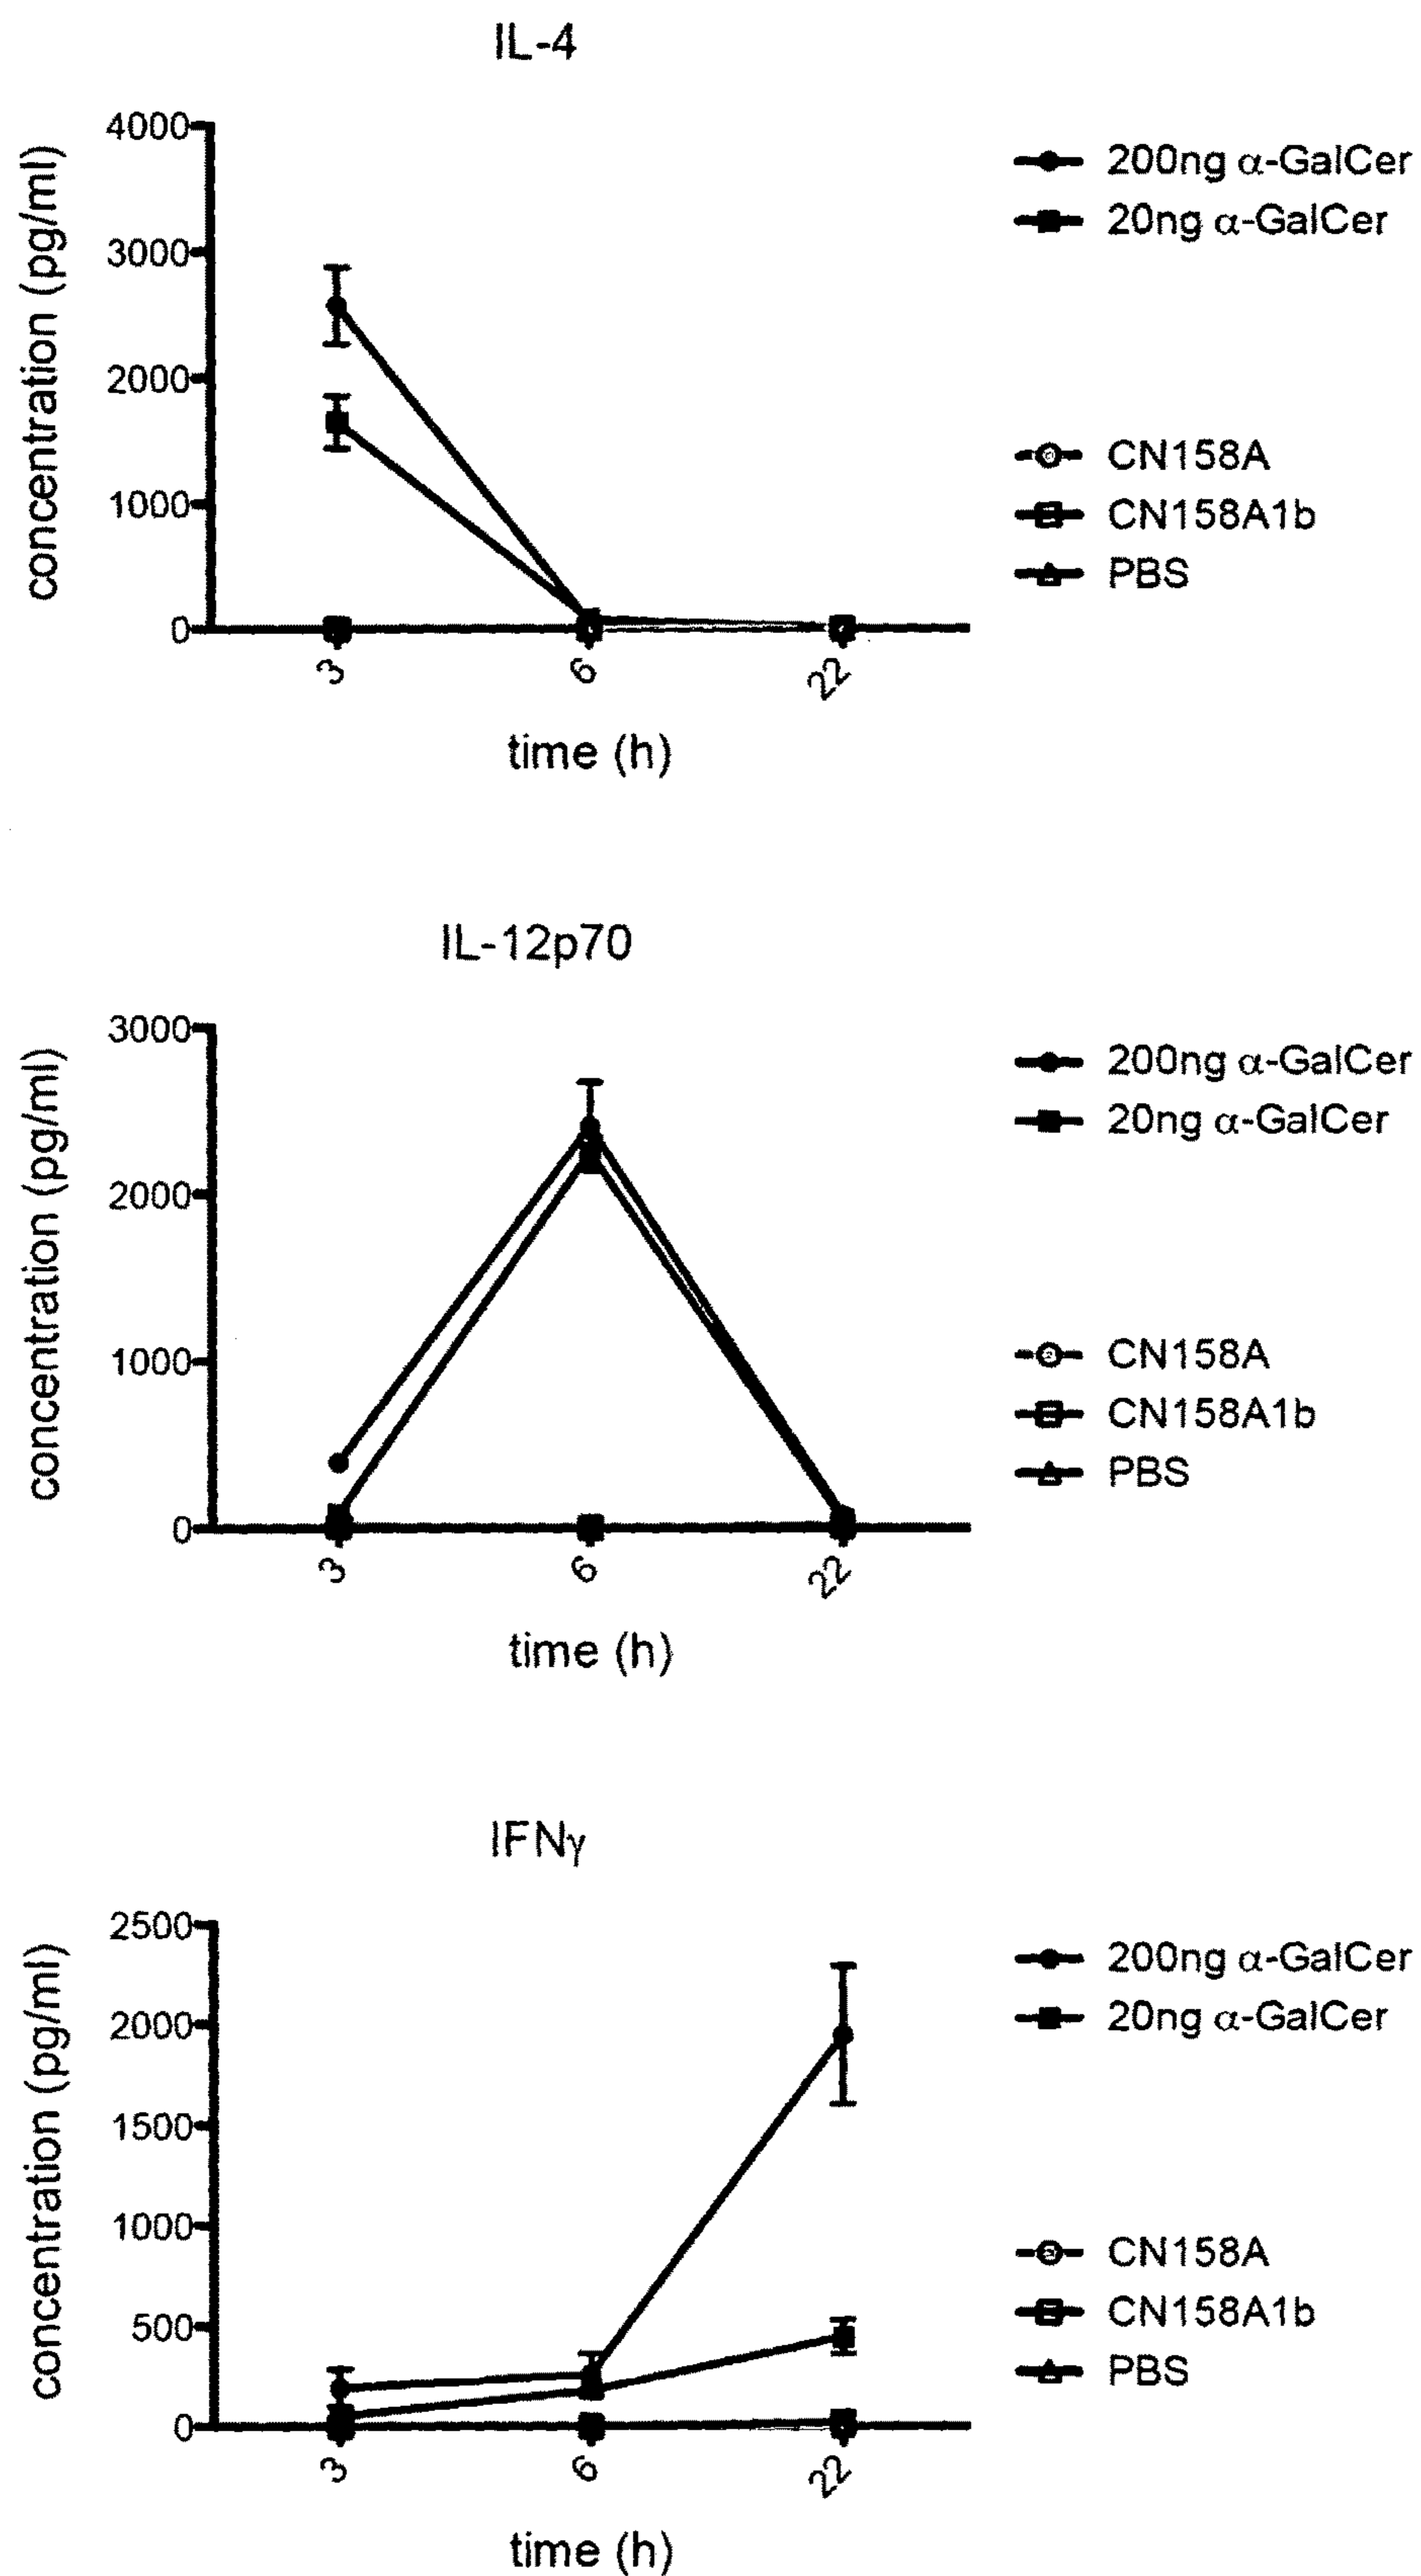 IL-4
concentration (pg/ml)
4000
3000
2000
1000
0
3
6
22
time (h)
200ng α-GalCer
20ng α-GalCer
CN158A
CN158A1b
PBS
IL-12p70
concentration (pg/ml)
3000
2000
1000
0
3
6
22
time (h)
200ng α-GalCer
20ng α-GalCer
CN158A
CN158A1b
PBS
IFNγ
concentration (pg/ml)
2500
2000
1500
1000
500
0
3
6
22
time (h)
200ng α-GalCer
20ng α-GalCer
CN158A
CN158A1b
PBS